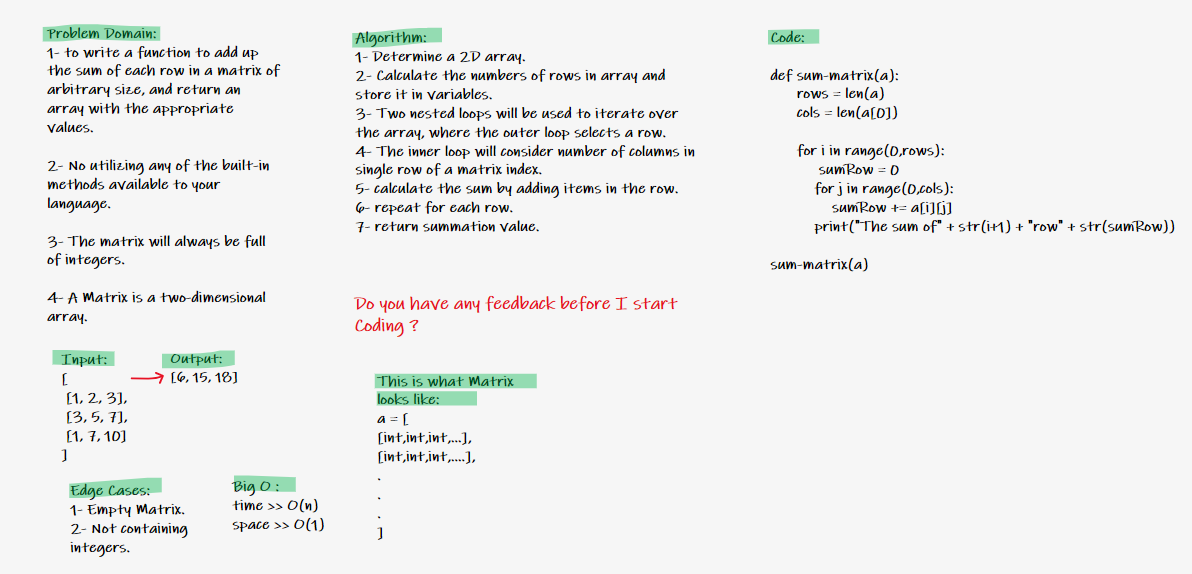 Problem Domain:
1- to write a function to add up
the sum of each row in a matrix of
arbitrary size, and return an
array with the appropriate
values.
2- No utilizing any of the built-in
methods available to your
language.
3- The matrix will always be full
of integers.
4- A Matrix is a two-dimensional
array.
Input:
[
[1, 2, 3],
[3, 5, 7],
[1, 7, 10]
]
Output:
[6, 15, 18]
Edge Cases:
1- Empty Matrix.
2- Not containing
integers.
Big O :
time >> O(n)
space >> O(1)
Algorithm:
1- Determine a 2D array.
2- Calculate the numbers of rows in array and
store it in variables.
3- Two nested loops will be used to iterate over
the array, where the outer loop selects a row.
4- The inner loop will consider number of columns in
single row of a matrix index.
5- calculate the sum by adding items in the row.
6- repeat for each row.
7- return summation value.
Do you have any feedback before I start
Coding ?
This is what Matrix
looks like:
a = [
[int,int,int,...],
[int,int,int,....],
.
.
.
]
Code:
def sum-matrix(a):
rows = len(a)
cols = len(a[0])
for i in range(0,rows):
sumRow = 0
for j in range(0,cols):
sumRow += a[i][j]
print("The sum of" + str(i+1) + "row" + str(sumRow))
sum-matrix(a)